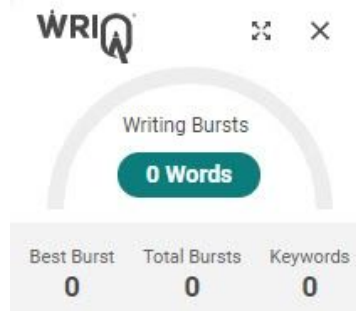 WRIQ
Writing Bursts
0 Words
Best Burst Total Bursts Keywords
0 0 0